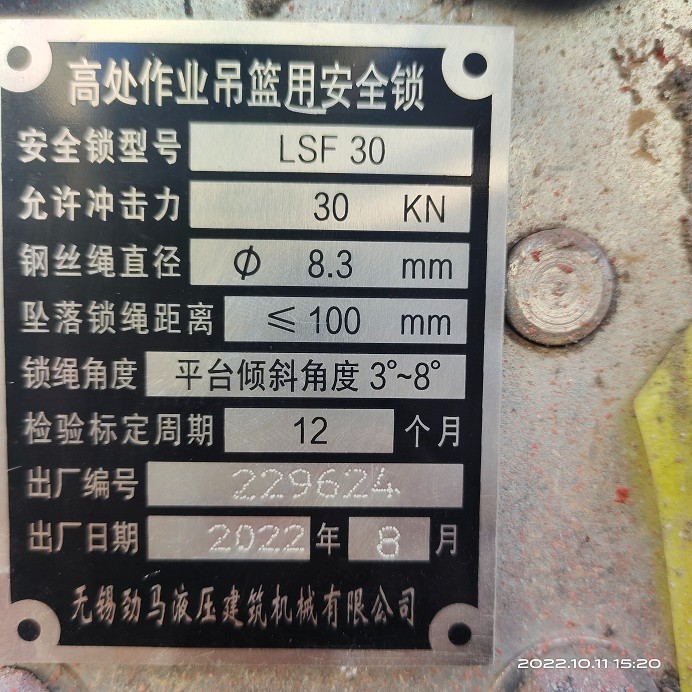 高处作业吊篮用安全锁
安全锁型号 LSF 30
允许冲击力 30 KN
钢丝绳直径 Φ 8.3 mm
坠落锁绳距离 ≤100 mm
锁绳角度 平台倾斜角度 3°~8°
检验标定周期 12 个月
出厂编号 229624
出厂日期 2022 年 8 月
无锡劲马液压建筑机械有限公司
2022.10.11 15:20